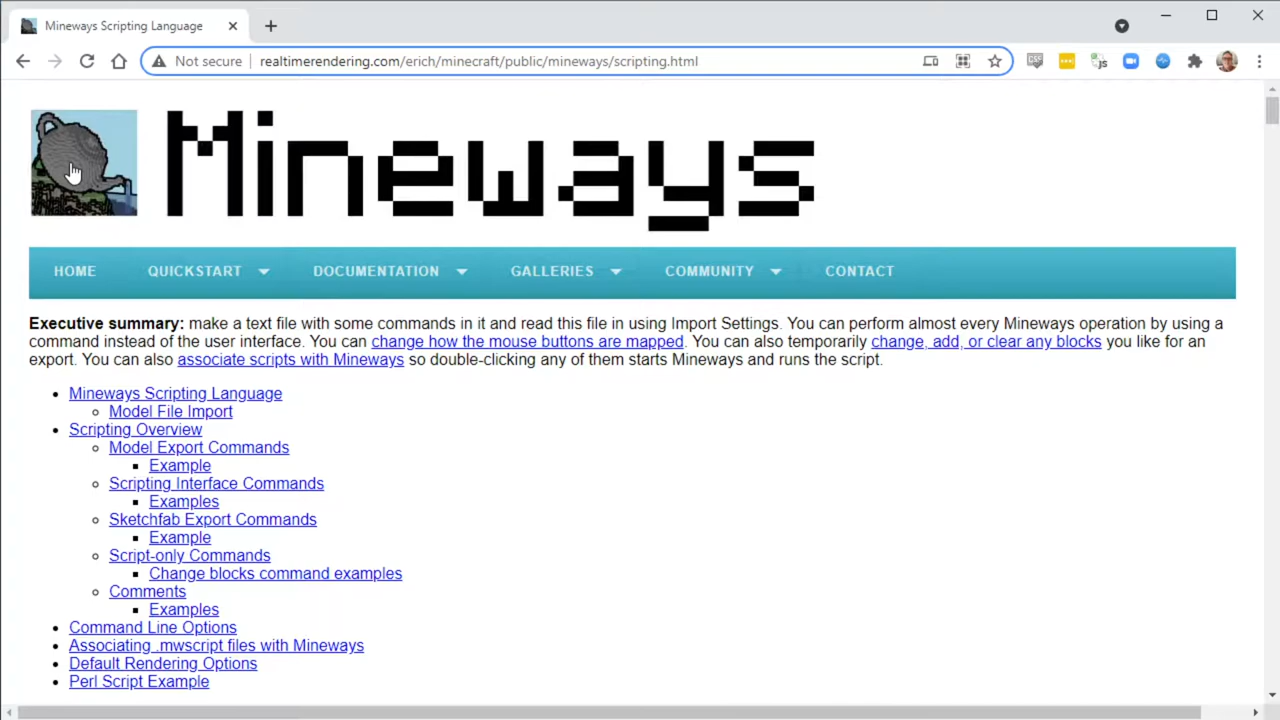 Mineways Scripting Language
Not secure
realtimerendering.com/erich/minecraft/public/mineways/scripting.html
Mineways
HOME
QUICKSTART
DOCUMENTATION
GALLERIES
COMMUNITY
CONTACT
Executive summary: make a text file with some commands in it and read this file in using Import Settings. You can perform almost every Mineways operation by using a
command instead of the user interface. You can change how the mouse buttons are mapped. You can also temporarily change, add, or clear any blocks you like for an
export. You can also associate scripts with Mineways so double-clicking any of them starts Mineways and runs the script.
Mineways Scripting Language
Model File Import
Scripting Overview
Model Export Commands
Example
Scripting Interface Commands
Examples
Sketchfab Export Commands
Example
Script-only Commands
Change blocks command examples
Comments
Examples
Command Line Options
Associating .mwscript files with Mineways
Default Rendering Options
Perl Script Example